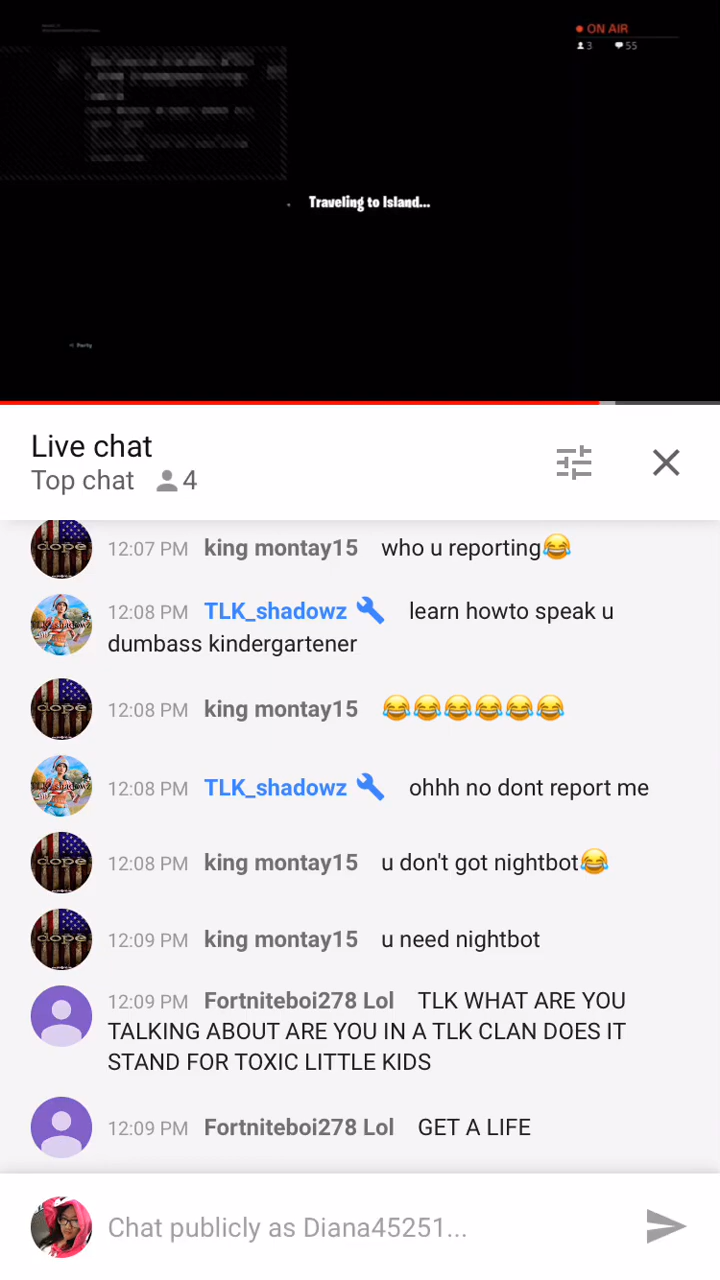 ON AIR
3 55
Traveling to Island...
Party
Live chat
Top chat 4
12:07 PM king montay15 who u reporting😂
12:08 PM TLK_shadowz learn howto speak u
dumbass kindergartener
12:08 PM king montay15 😂😂😂😂😂😂
12:08 PM TLK_shadowz ohhh no dont report me
12:08 PM king montay15 u don't got nightbot😂
12:09 PM king montay15 u need nightbot
12:09 PM Fortniteboi278 Lol TLK WHAT ARE YOU
TALKING ABOUT ARE YOU IN A TLK CLAN DOES IT
STAND FOR TOXIC LITTLE KIDS
12:09 PM Fortniteboi278 Lol GET A LIFE
Chat publicly as Diana45251...